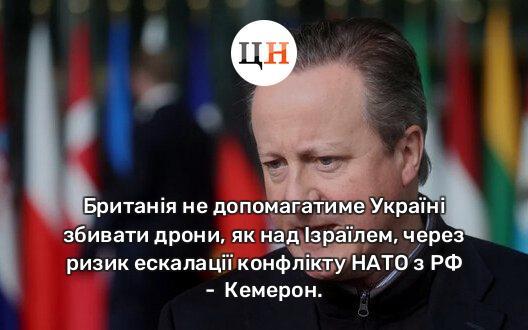 ЦН
Британія не допомагатиме Україні
збивати дрони, як над Ізраїлем, через
ризик ескалації конфлікту НАТО з РФ
- Кемерон.